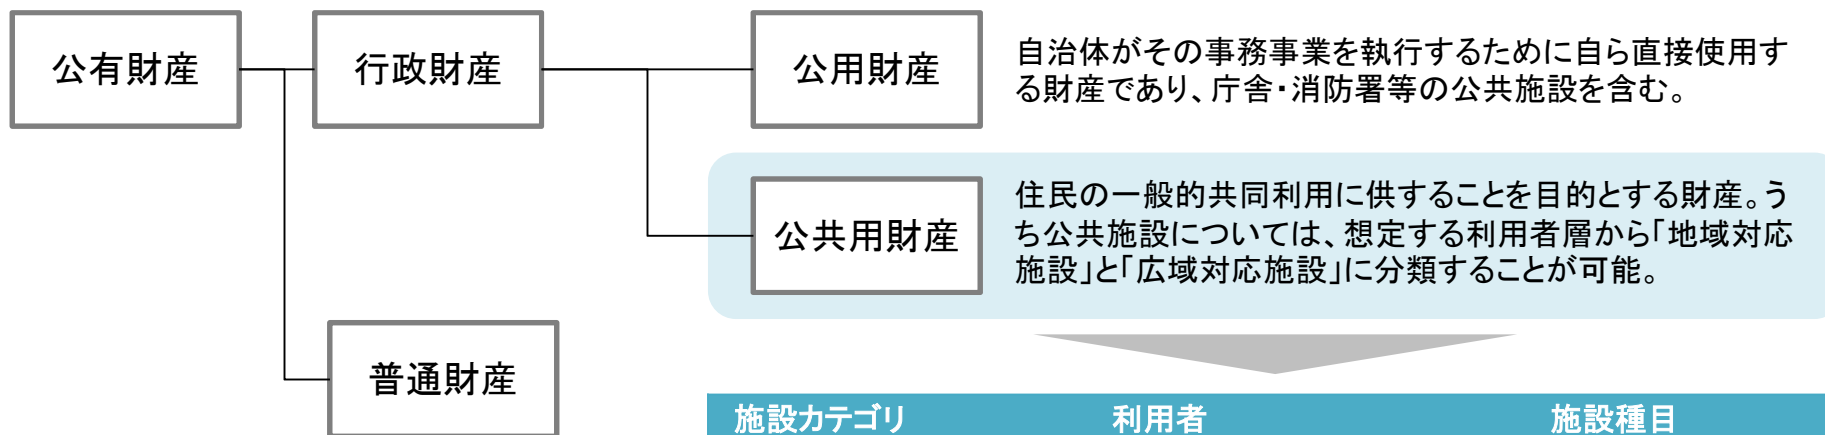 公有財産
行政財産
公用財産
自治体がその事務事業を執行するために自ら直接使用す
る財産であり、庁舎・消防署等の公共施設を含む。
公共用財産
住民の一般的共同利用に供することを目的とする財産。う
ち公共施設については、想定する利用者層から「地域対応
施設」と「広域対応施設」に分類することが可能。
普通財産
施設カテゴリ 利用者 施設種目